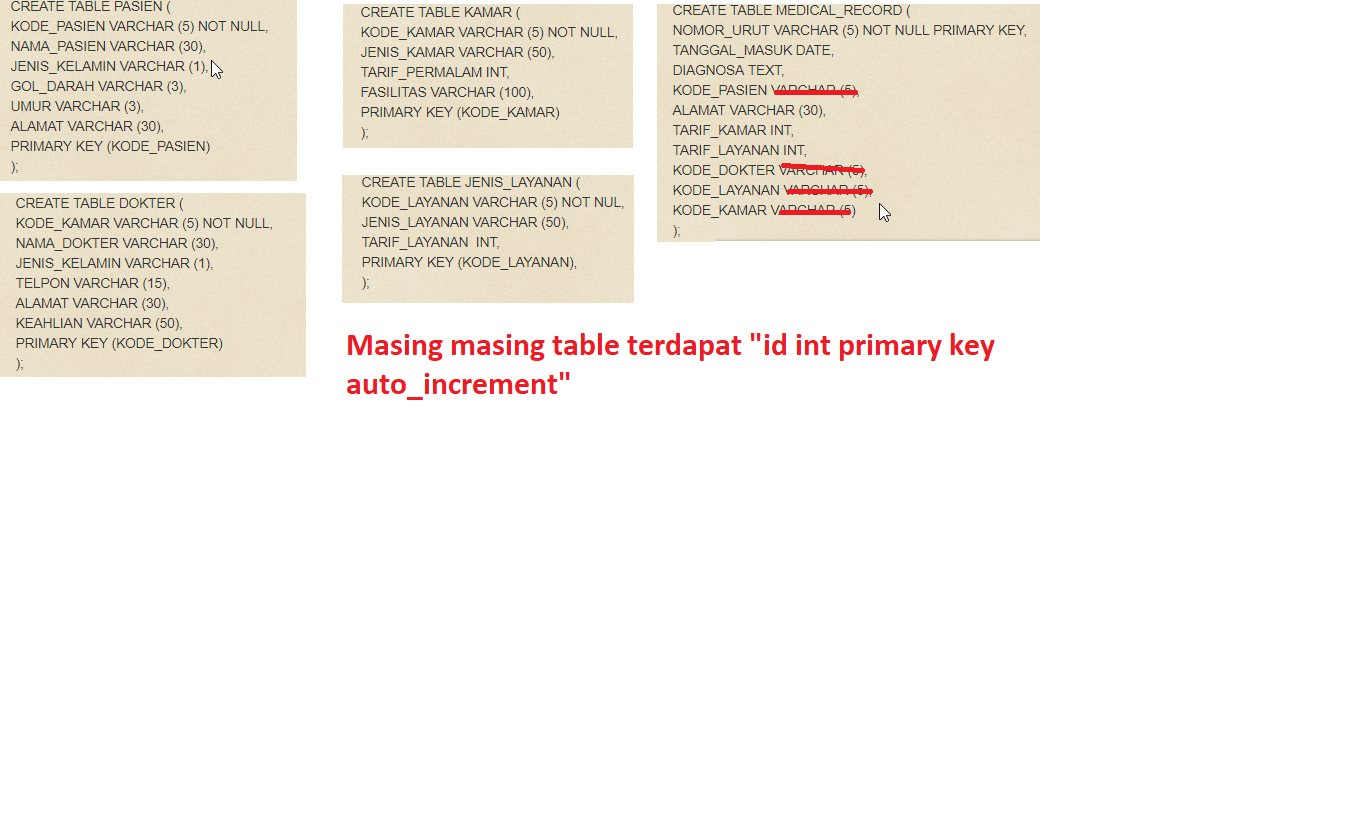 CREATE TABLE PASIEN (
KODE_PASIEN VARCHAR (5) NOT NULL,
NAMA_PASIEN VARCHAR (30),
JENIS_KELAMIN VARCHAR (1),
GOL_DARAH VARCHAR (3),
UMUR VARCHAR (3),
ALAMAT VARCHAR (30),
PRIMARY KEY (KODE_PASIEN)
);
CREATE TABLE DOKTER (
KODE_KAMAR VARCHAR (5) NOT NULL,
NAMA_DOKTER VARCHAR (30),
JENIS_KELAMIN VARCHAR (1),
TELPON VARCHAR (15),
ALAMAT VARCHAR (30),
KEAHLIAN VARCHAR (50),
PRIMARY KEY (KODE_DOKTER)
);
CREATE TABLE KAMAR (
KODE_KAMAR VARCHAR (5) NOT NULL,
JENIS_KAMAR VARCHAR (50),
TARIF_PERMALAM INT,
FASILITAS VARCHAR (100),
PRIMARY KEY (KODE_KAMAR)
);
CREATE TABLE JENIS_LAYANAN (
KODE_LAYANAN VARCHAR (5) NOT NUL,
JENIS_LAYANAN VARCHAR (50),
TARIF_LAYANAN  INT,
PRIMARY KEY (KODE_LAYANAN),
);
CREATE TABLE MEDICAL_RECORD (
NOMOR_URUT VARCHAR (5) NOT NULL PRIMARY KEY,
TANGGAL_MASUK DATE,
DIAGNOSA TEXT,
KODE_PASIEN VARCHAR (5),
ALAMAT VARCHAR (30),
TARIF_KAMAR INT,
TARIF_LAYANAN INT,
KODE_DOKTER VARCHAR (5),
KODE_LAYANAN VARCHAR (5),
KODE_KAMAR VARCHAR (5)
);
Masing masing table terdapat "id int primary key
auto_increment"